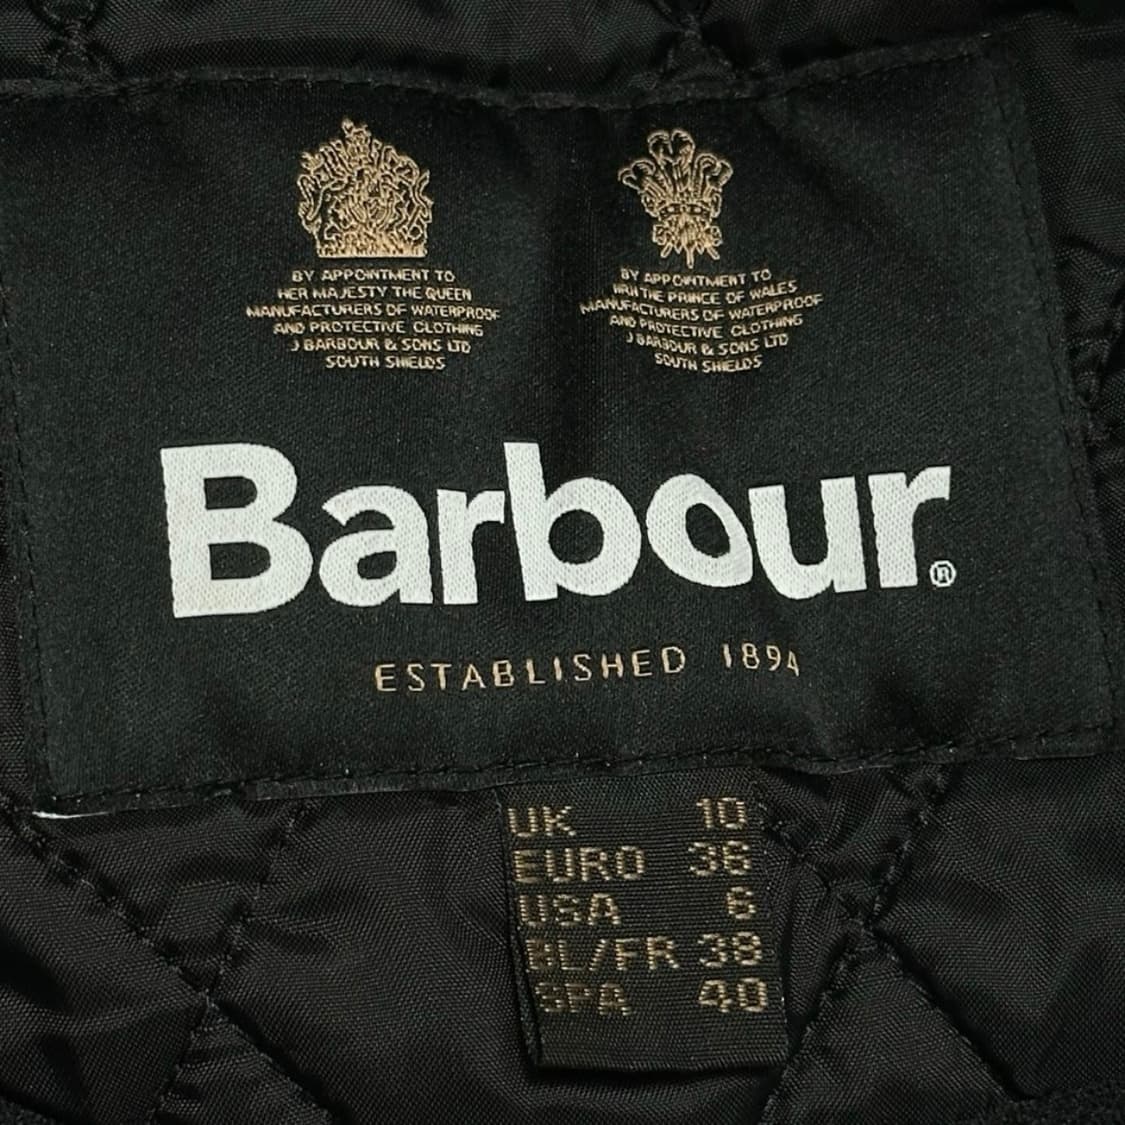 BY APPOINTMENT TO
HER MAJESTY THE QUEEN
MANUFACTURERS OF WATERPROOF
AND PROTECTIVE CLOTHING
J BARBOUR & SONS LTD
SOUTH SHIELDS
BY APPOINTMENT TO
HRH THE PRINCE OF WALES
MANUFACTURERS OF WATERPROOF
AND PROTECTIVE CLOTHING
J BARBOUR & SONS LTD
SOUTH SHIELDS
Barbour®
ESTABLISHED 1894
UK 10
EURO 36
USA 6
BL/FR 38
SPA 40